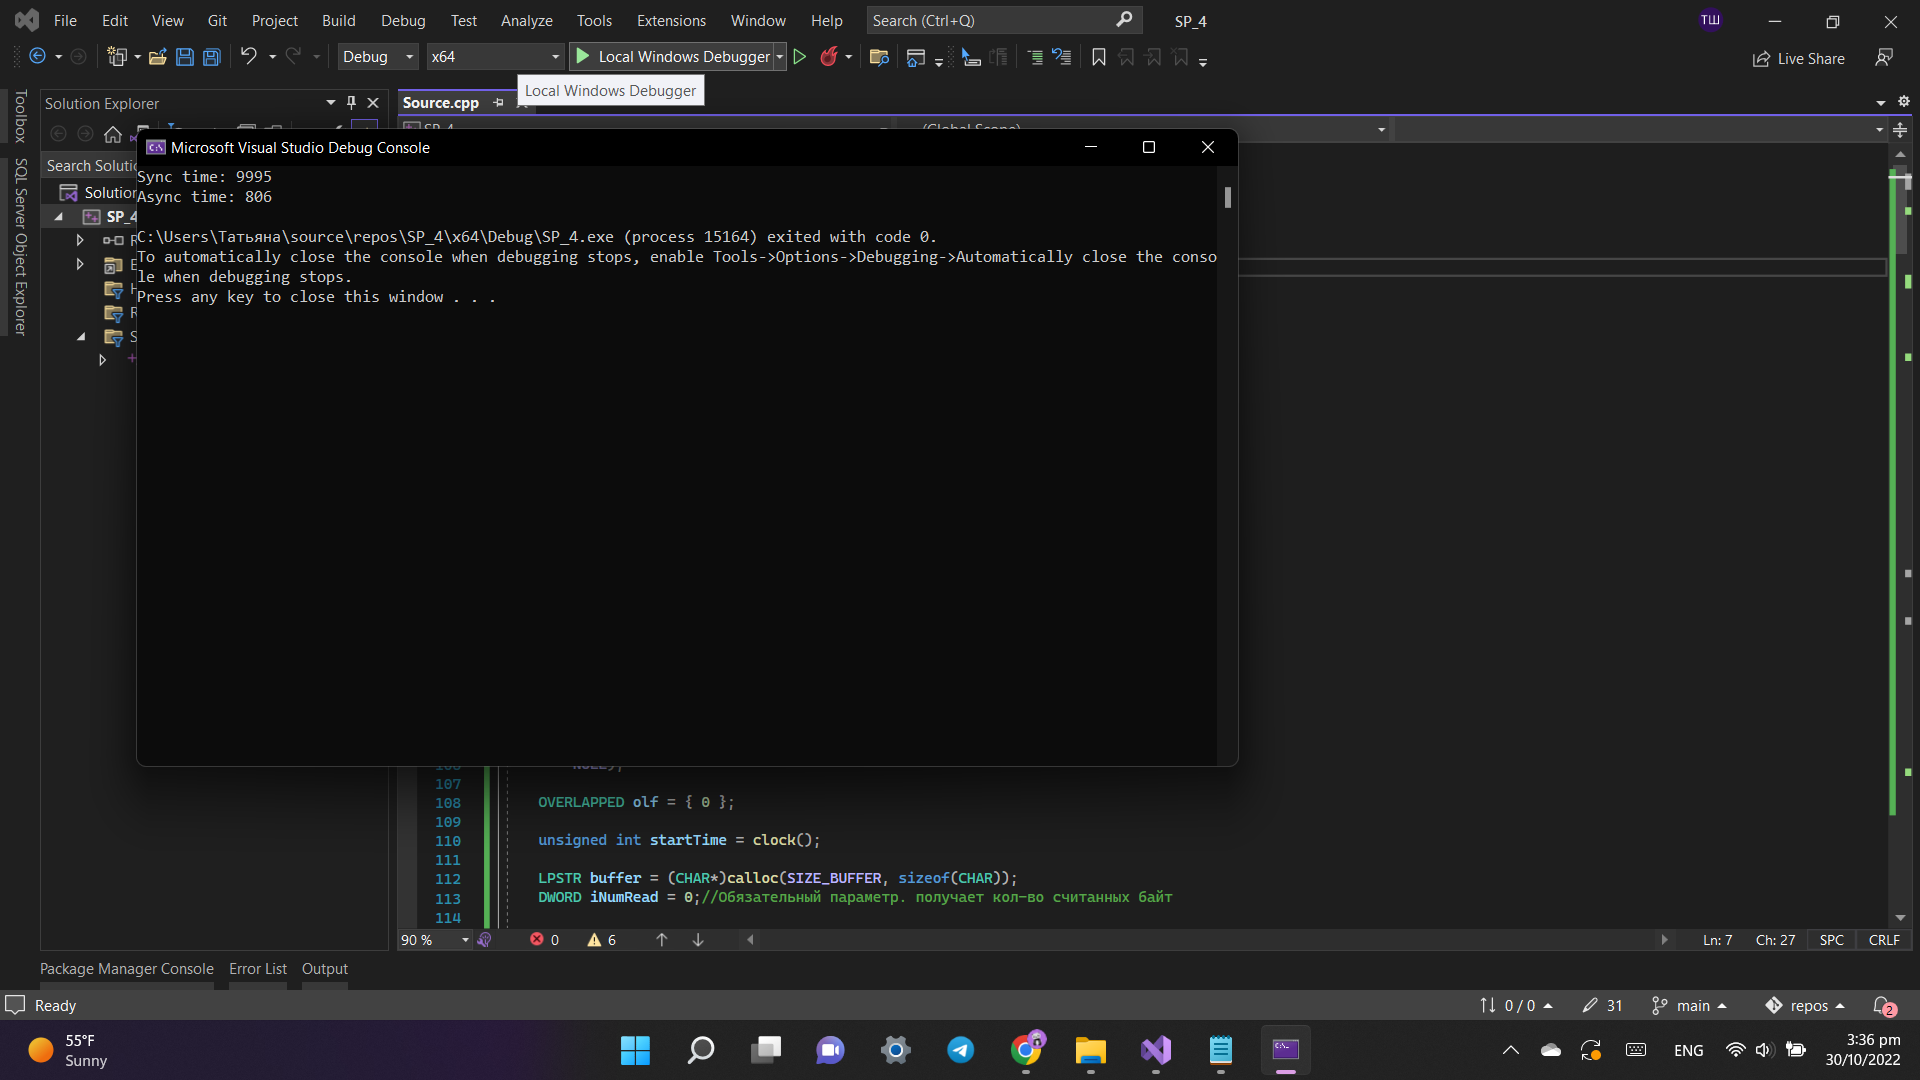 File Edit View Git Project Build Debug Test Analyze Tools Extensions Window Help Search (Ctrl+Q) SP_4 ТШ
Debug x64 Local Windows Debugger Live Share
Local Windows Debugger
Toolbox
SQL Server Object Explorer
Solution Explorer
Source.cpp
SP_4 (Global Scope)
Search Solutio
Solution
SP_4
Microsoft Visual Studio Debug Console
Sync time: 9995
Async time: 806
C:\Users\Татьяна\source\repos\SP_4\x64\Debug\SP_4.exe (process 15164) exited with code 0.
To automatically close the console when debugging stops, enable Tools->Options->Debugging->Automatically close the conso
le when debugging stops.
Press any key to close this window . . .
106 NULL);
107
108 OVERLAPPED olf = { 0 };
109
110 unsigned int startTime = clock();
111
112 LPSTR buffer = (CHAR*)calloc(SIZE_BUFFER, sizeof(CHAR));
113 DWORD iNumRead = 0;//Обязательный параметр. получает кол-во считанных байт
114
90 % 0 6 Ln: 7 Ch: 27 SPC CRLF
Package Manager Console Error List Output
Ready 0 / 0 31 main repos 2
55°F
Sunny
ENG
3:36 pm
30/10/2022